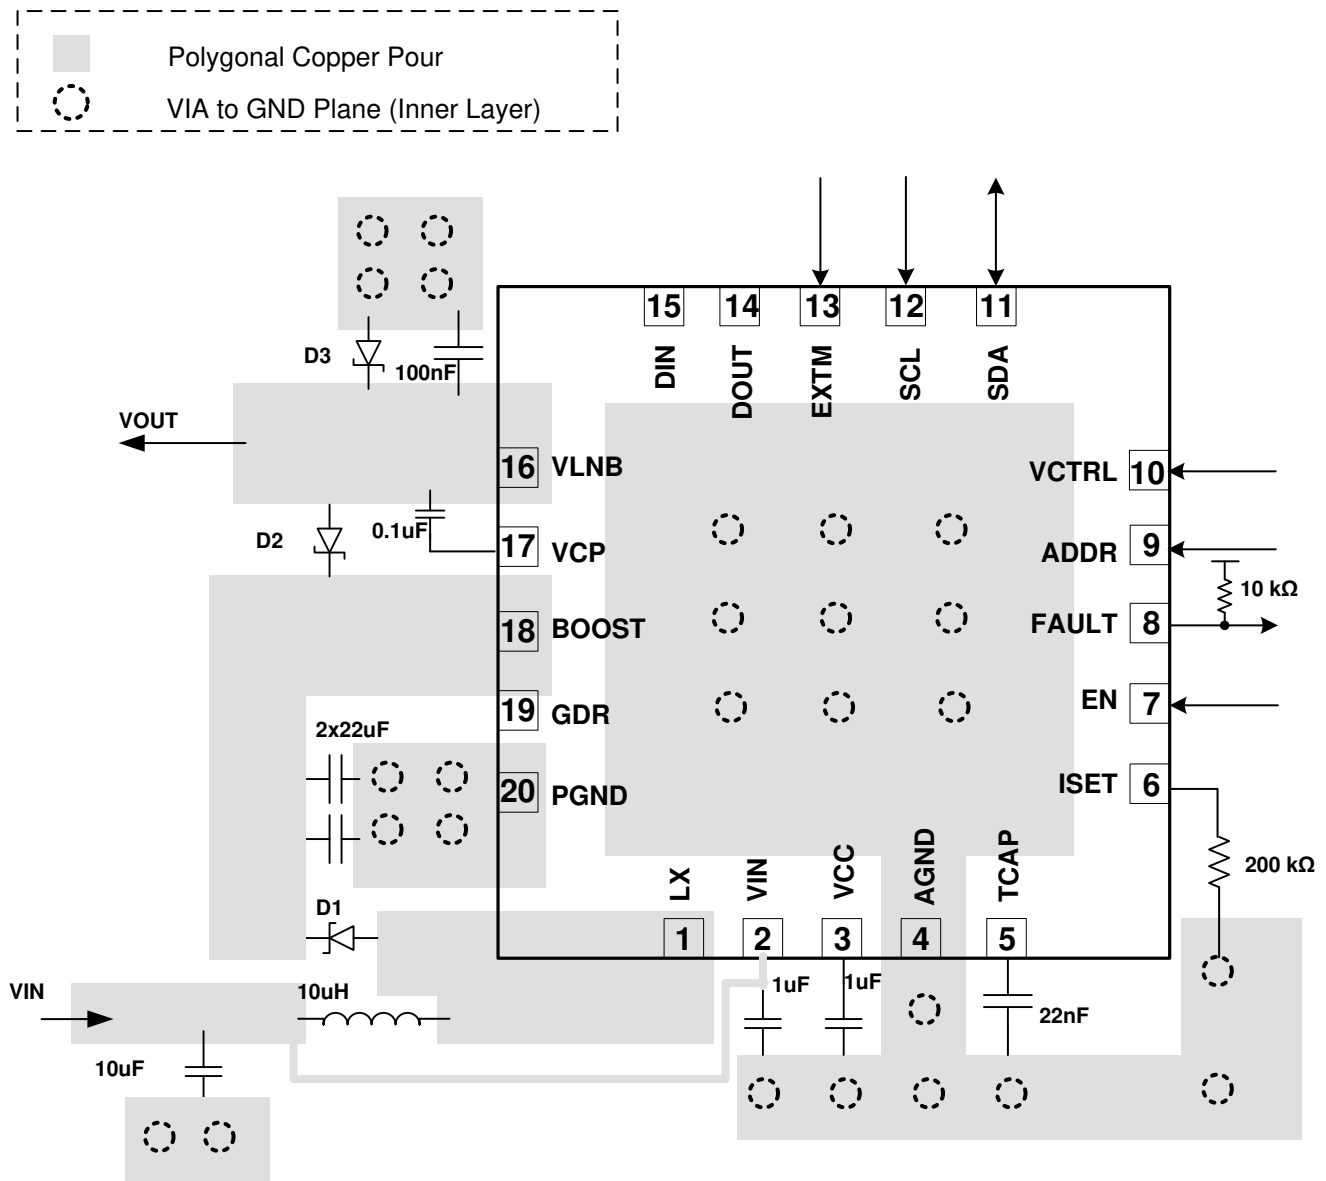 Polygonal Copper Pour
VIA to GND Plane (Inner Layer)
15
14
13
12
11
DIN
DOUT
EXTM
SCL
SDA
D3
100nF
VOUT
16 VLNB
VCTRL 10
D2
0.1uF
17 VCP
ADDR 9
10 kΩ
18 BOOST
FAULT 8
19 GDR
EN 7
2x22uF
20 PGND
ISET 6
200 kΩ
LX
VIN
VCC
AGND
TCAP
D1
1
2
3
4
5
VIN
10uH
1uF
1uF
22nF
10uF